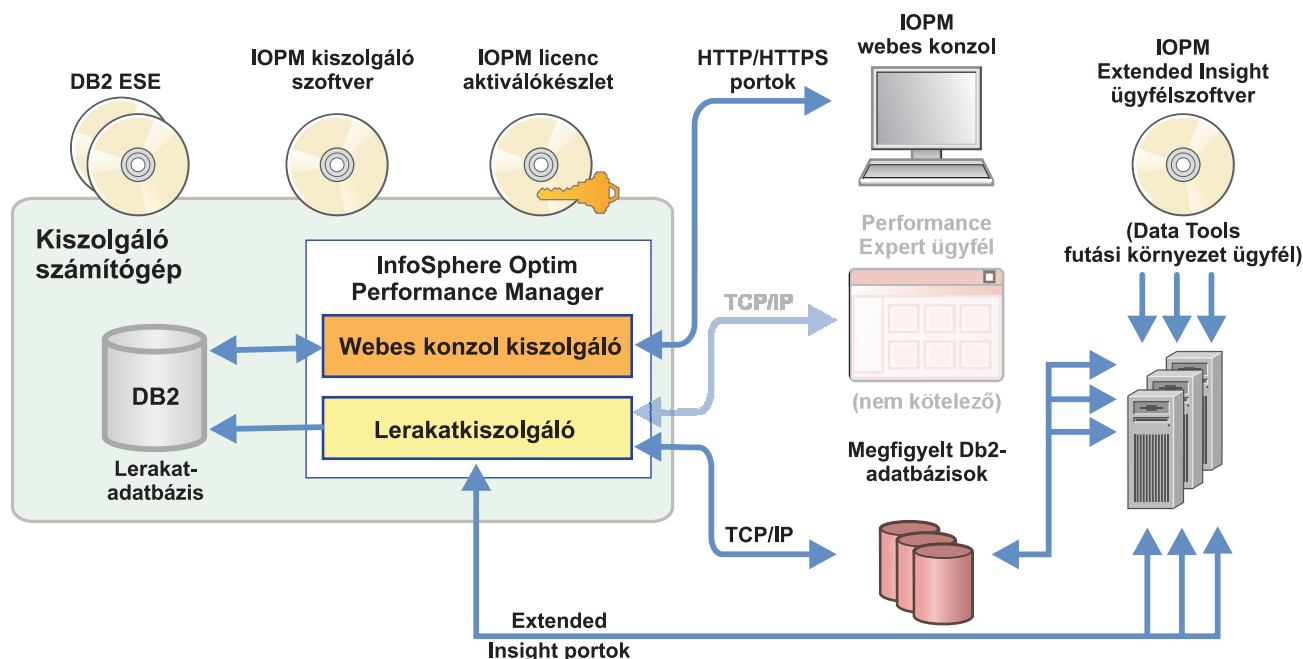 DB2 ESE
IOPM kiszolgáló
szoftver
IOPM licenc
aktiválókészlet
HTTP/HTTPS
portok
IOPM
webes konzol
IOPM
Extended Insight
ügyfélszoftver
Kiszolgáló
számítógép
InfoSphere Optim
Performance Manager
Webes konzol kiszolgáló
Lerakatkiszolgáló
DB2
Lerakat-
adatbázis
TCP/IP
Performance
Expert ügyfél
(nem kötelező)
(Data Tools
futási környezet ügyfél)
Megfigyelt Db2-
adatbázisok
TCP/IP
Extended
Insight portok